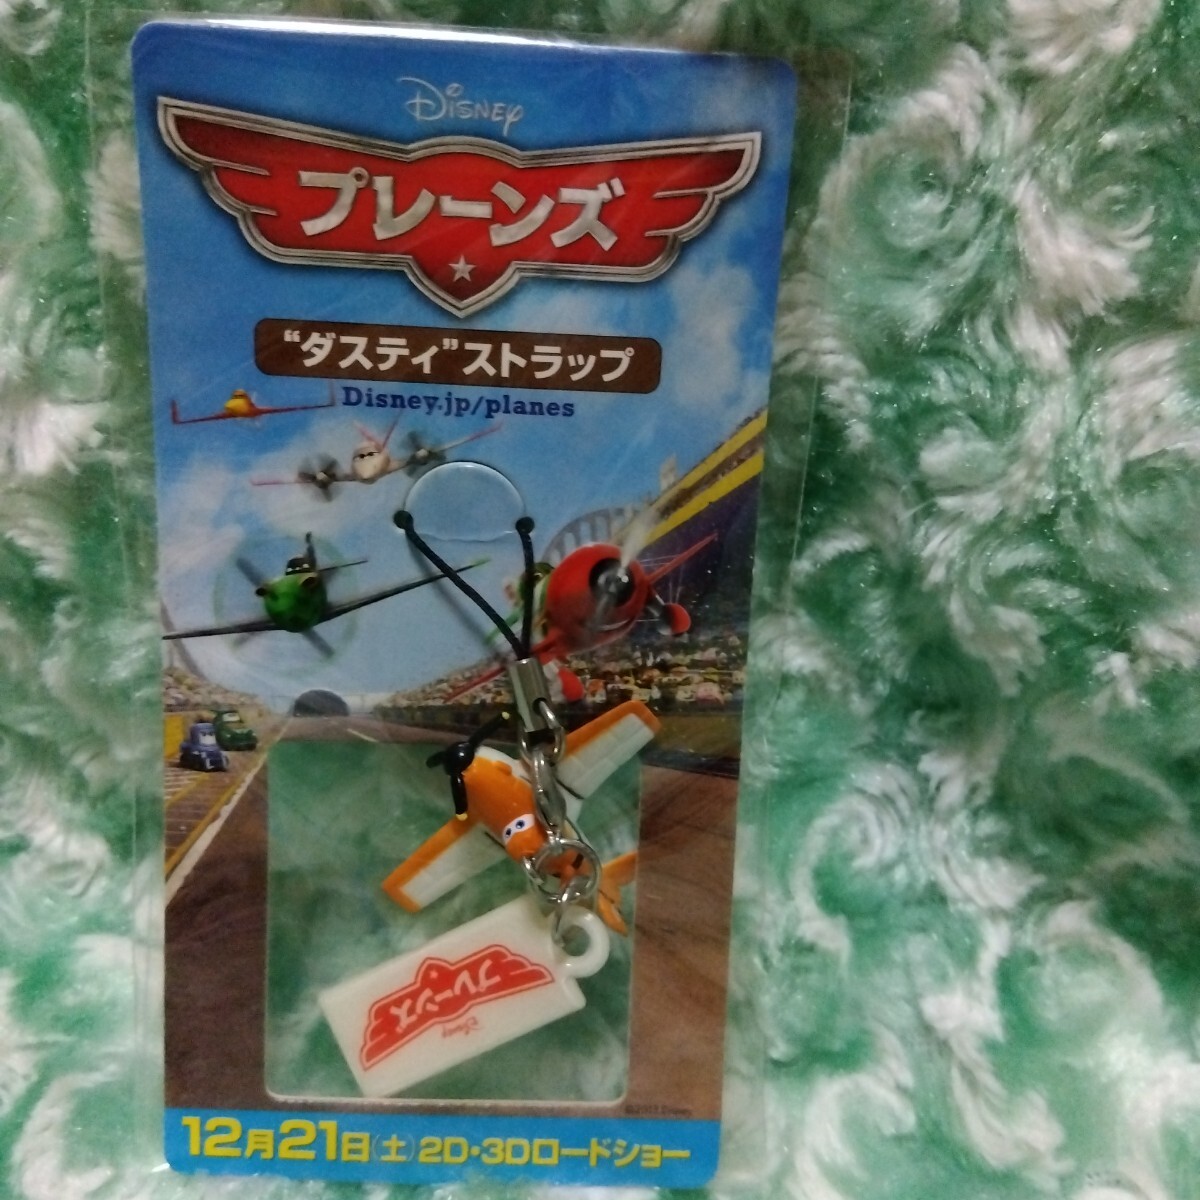 Disney
プレーンズ
“ダスティ”ストラップ
Disney.jp/planes
プレーンズ
Disney
12月21日(土)2D・3Dロードショー